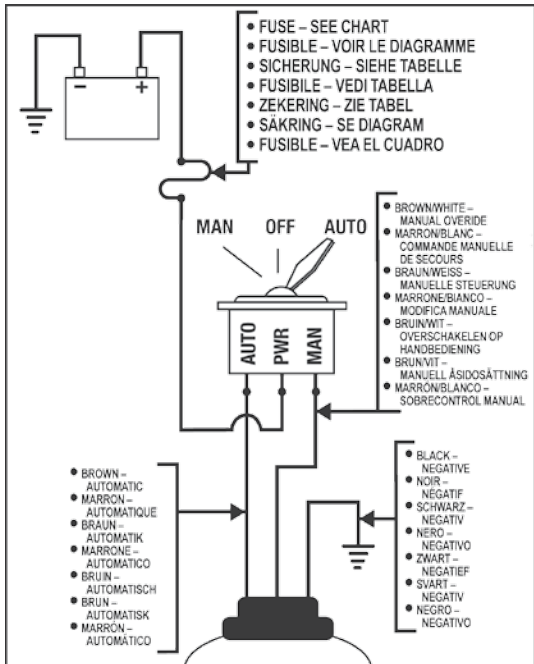 - +
• FUSE – SEE CHART
• FUSIBLE – VOIR LE DIAGRAMME
• SICHERUNG – SIEHE TABELLE
• FUSIBILE – VEDI TABELLA
• ZEKERING – ZIE TABEL
• SÄKRING – SE DIAGRAM
• FUSIBLE – VEA EL CUADRO
MAN OFF AUTO
AUTO PWR MAN
• BROWN/WHITE –
MANUAL OVERIDE
• MARRON/BLANC –
COMMANDE MANUELLE
DE SECOURS
• BRAUN/WEISS –
MANUELLE STEUERUNG
• MARRONE/BIANCO –
MODIFICA MANUALE
• BRUIN/WIT –
OVERSCHAKELEN OP
HANDBEDIENING
• BRUN/VIT –
MANUELL ÅSIDOSÄTTNING
• MARRÓN/BLANCO –
SOBRECONTROL MANUAL
• BROWN –
AUTOMATIC
• MARRON –
AUTOMATIQUE
• BRAUN –
AUTOMATIK
• MARRONE –
AUTOMATICO
• BRUIN –
AUTOMATISCH
• BRUN –
AUTOMATISK
• MARRÓN –
AUTOMÁTICO
• BLACK –
NEGATIVE
• NOIR –
NÉGATIF
• SCHWARZ –
NEGATIV
• NERO –
NEGATIVO
• ZWART –
NEGATIEF
• SVART –
NEGATIV
• NEGRO –
NEGATIVO